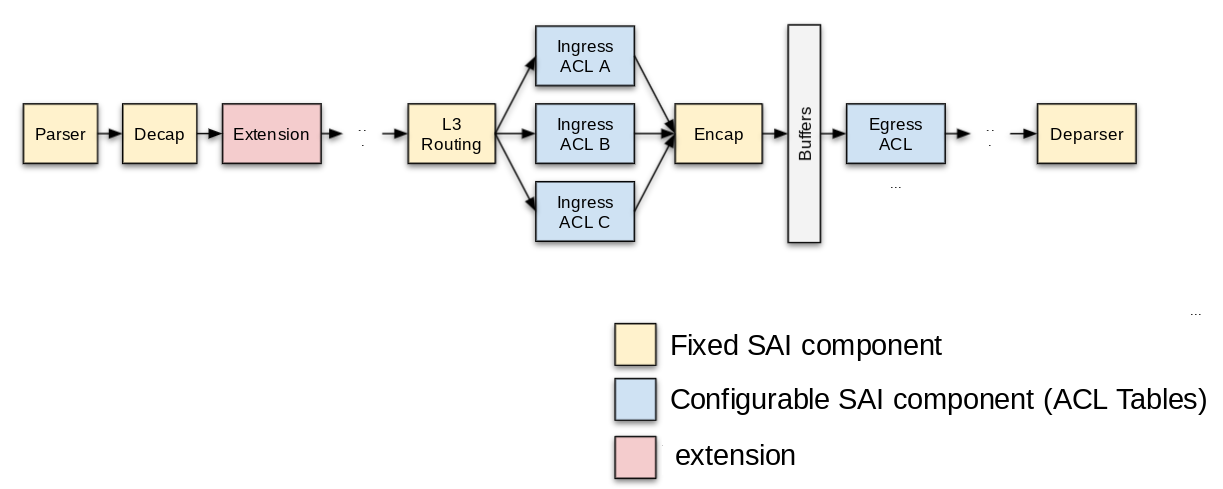 Parser
Decap
Extension
. .
.
L3
Routing
Ingress
ACL A
Ingress
ACL B
Ingress
ACL C
Encap
Buffers
Egress
ACL
...
. .
.
Deparser
...
Fixed SAI component
Configurable SAI component (ACL Tables)
extension